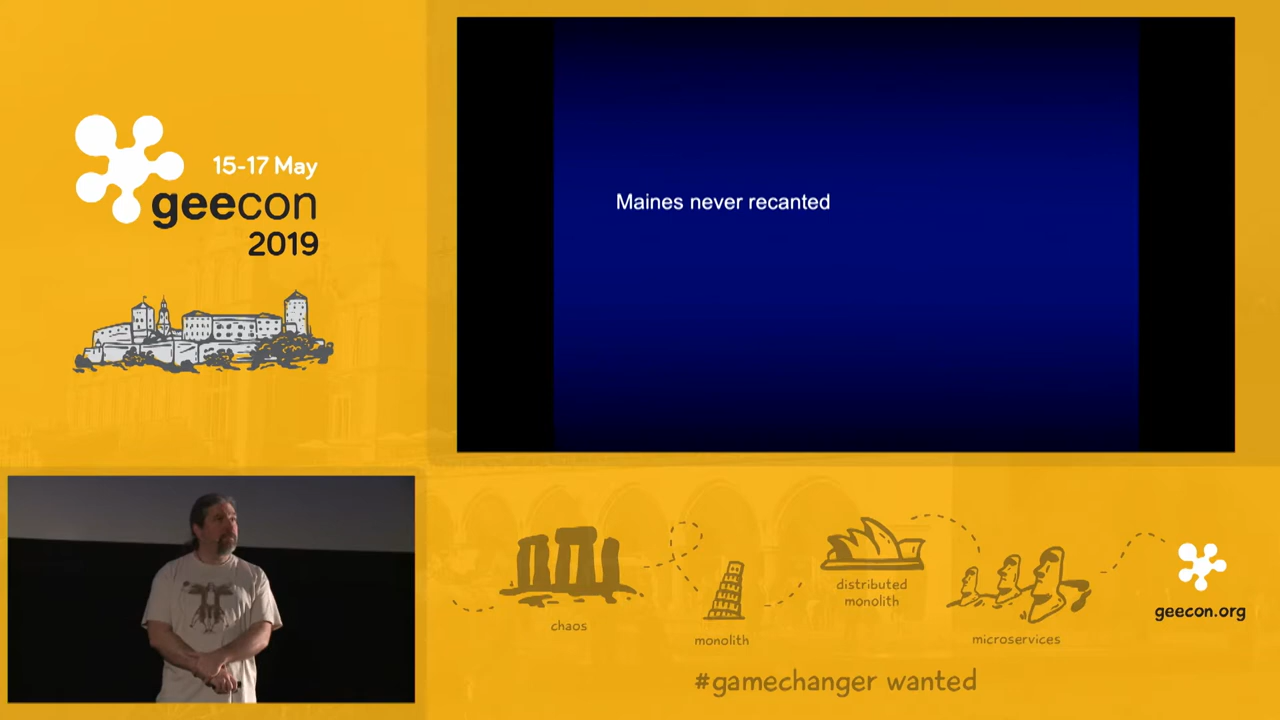 15-17 May
geecon
2019
Maines never recanted
chaos
monolith
distributed
monolith
microservices
geecon.org
#gamechanger wanted